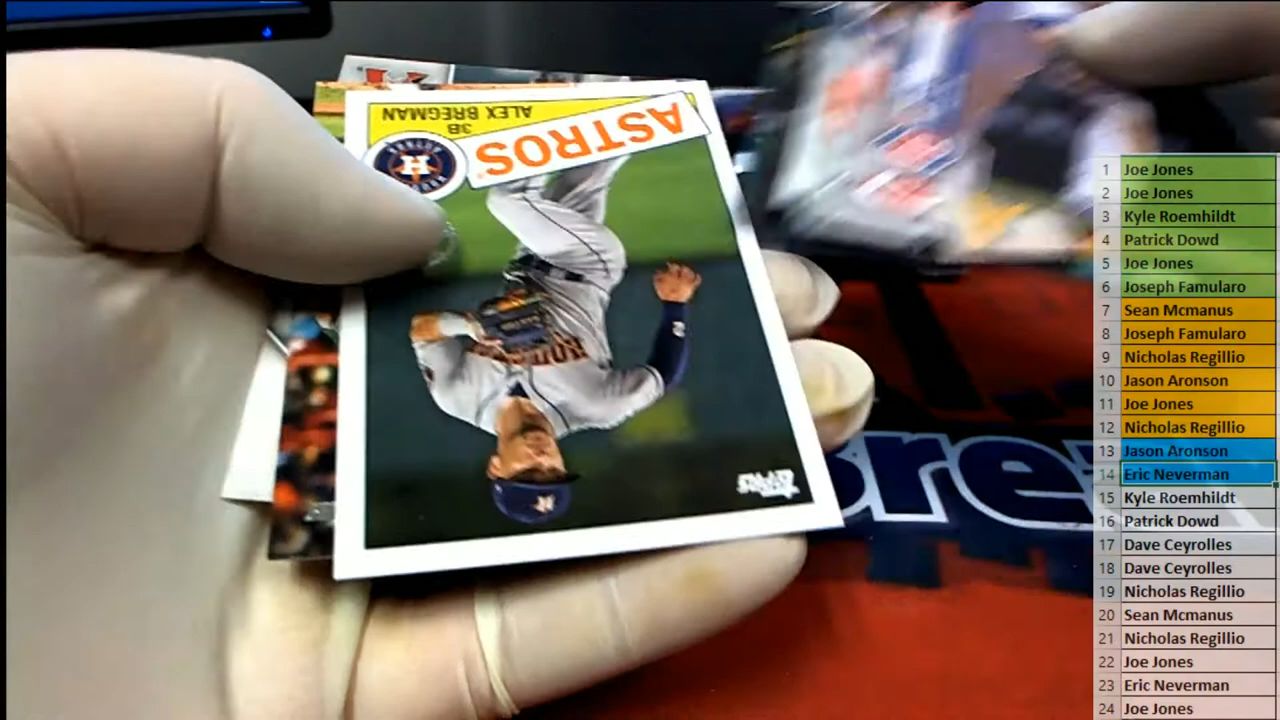 ALEX BREGMAN
3B
ASTROS
H
TOPPS
Bre
1 Joe Jones
2 Joe Jones
3 Kyle Roemhildt
4 Patrick Dowd
5 Joe Jones
6 Joseph Famularo
7 Sean Mcmanus
8 Joseph Famularo
9 Nicholas Regillio
10 Jason Aronson
11 Joe Jones
12 Nicholas Regillio
13 Jason Aronson
14 Eric Neverman
15 Kyle Roemhildt
16 Patrick Dowd
17 Dave Ceyrolles
18 Dave Ceyrolles
19 Nicholas Regillio
20 Sean Mcmanus
21 Nicholas Regillio
22 Joe Jones
23 Eric Neverman
24 Joe Jones